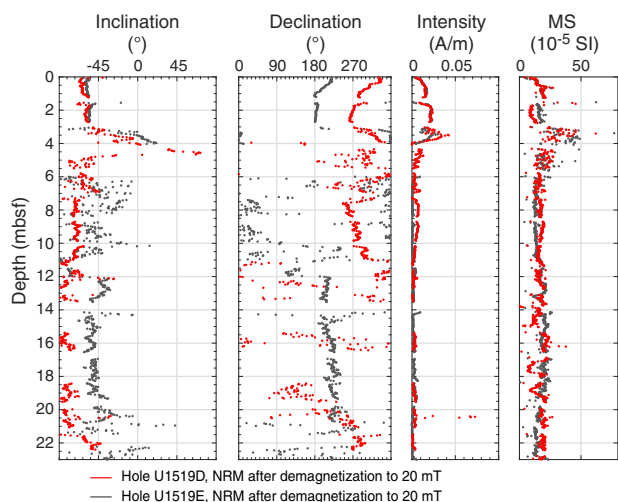 Inclination Declination Intensity MS
(°) (°) (A/m) (10-5 SI)
-45 0 45 0 90 180 270 0 0.05 0 50
0
2
4
6
8
10
12
14
16
18
20
22
Depth (mbsf)
Hole U1519D, NRM after demagnetization to 20 mT
Hole U1519E, NRM after demagnetization to 20 mT